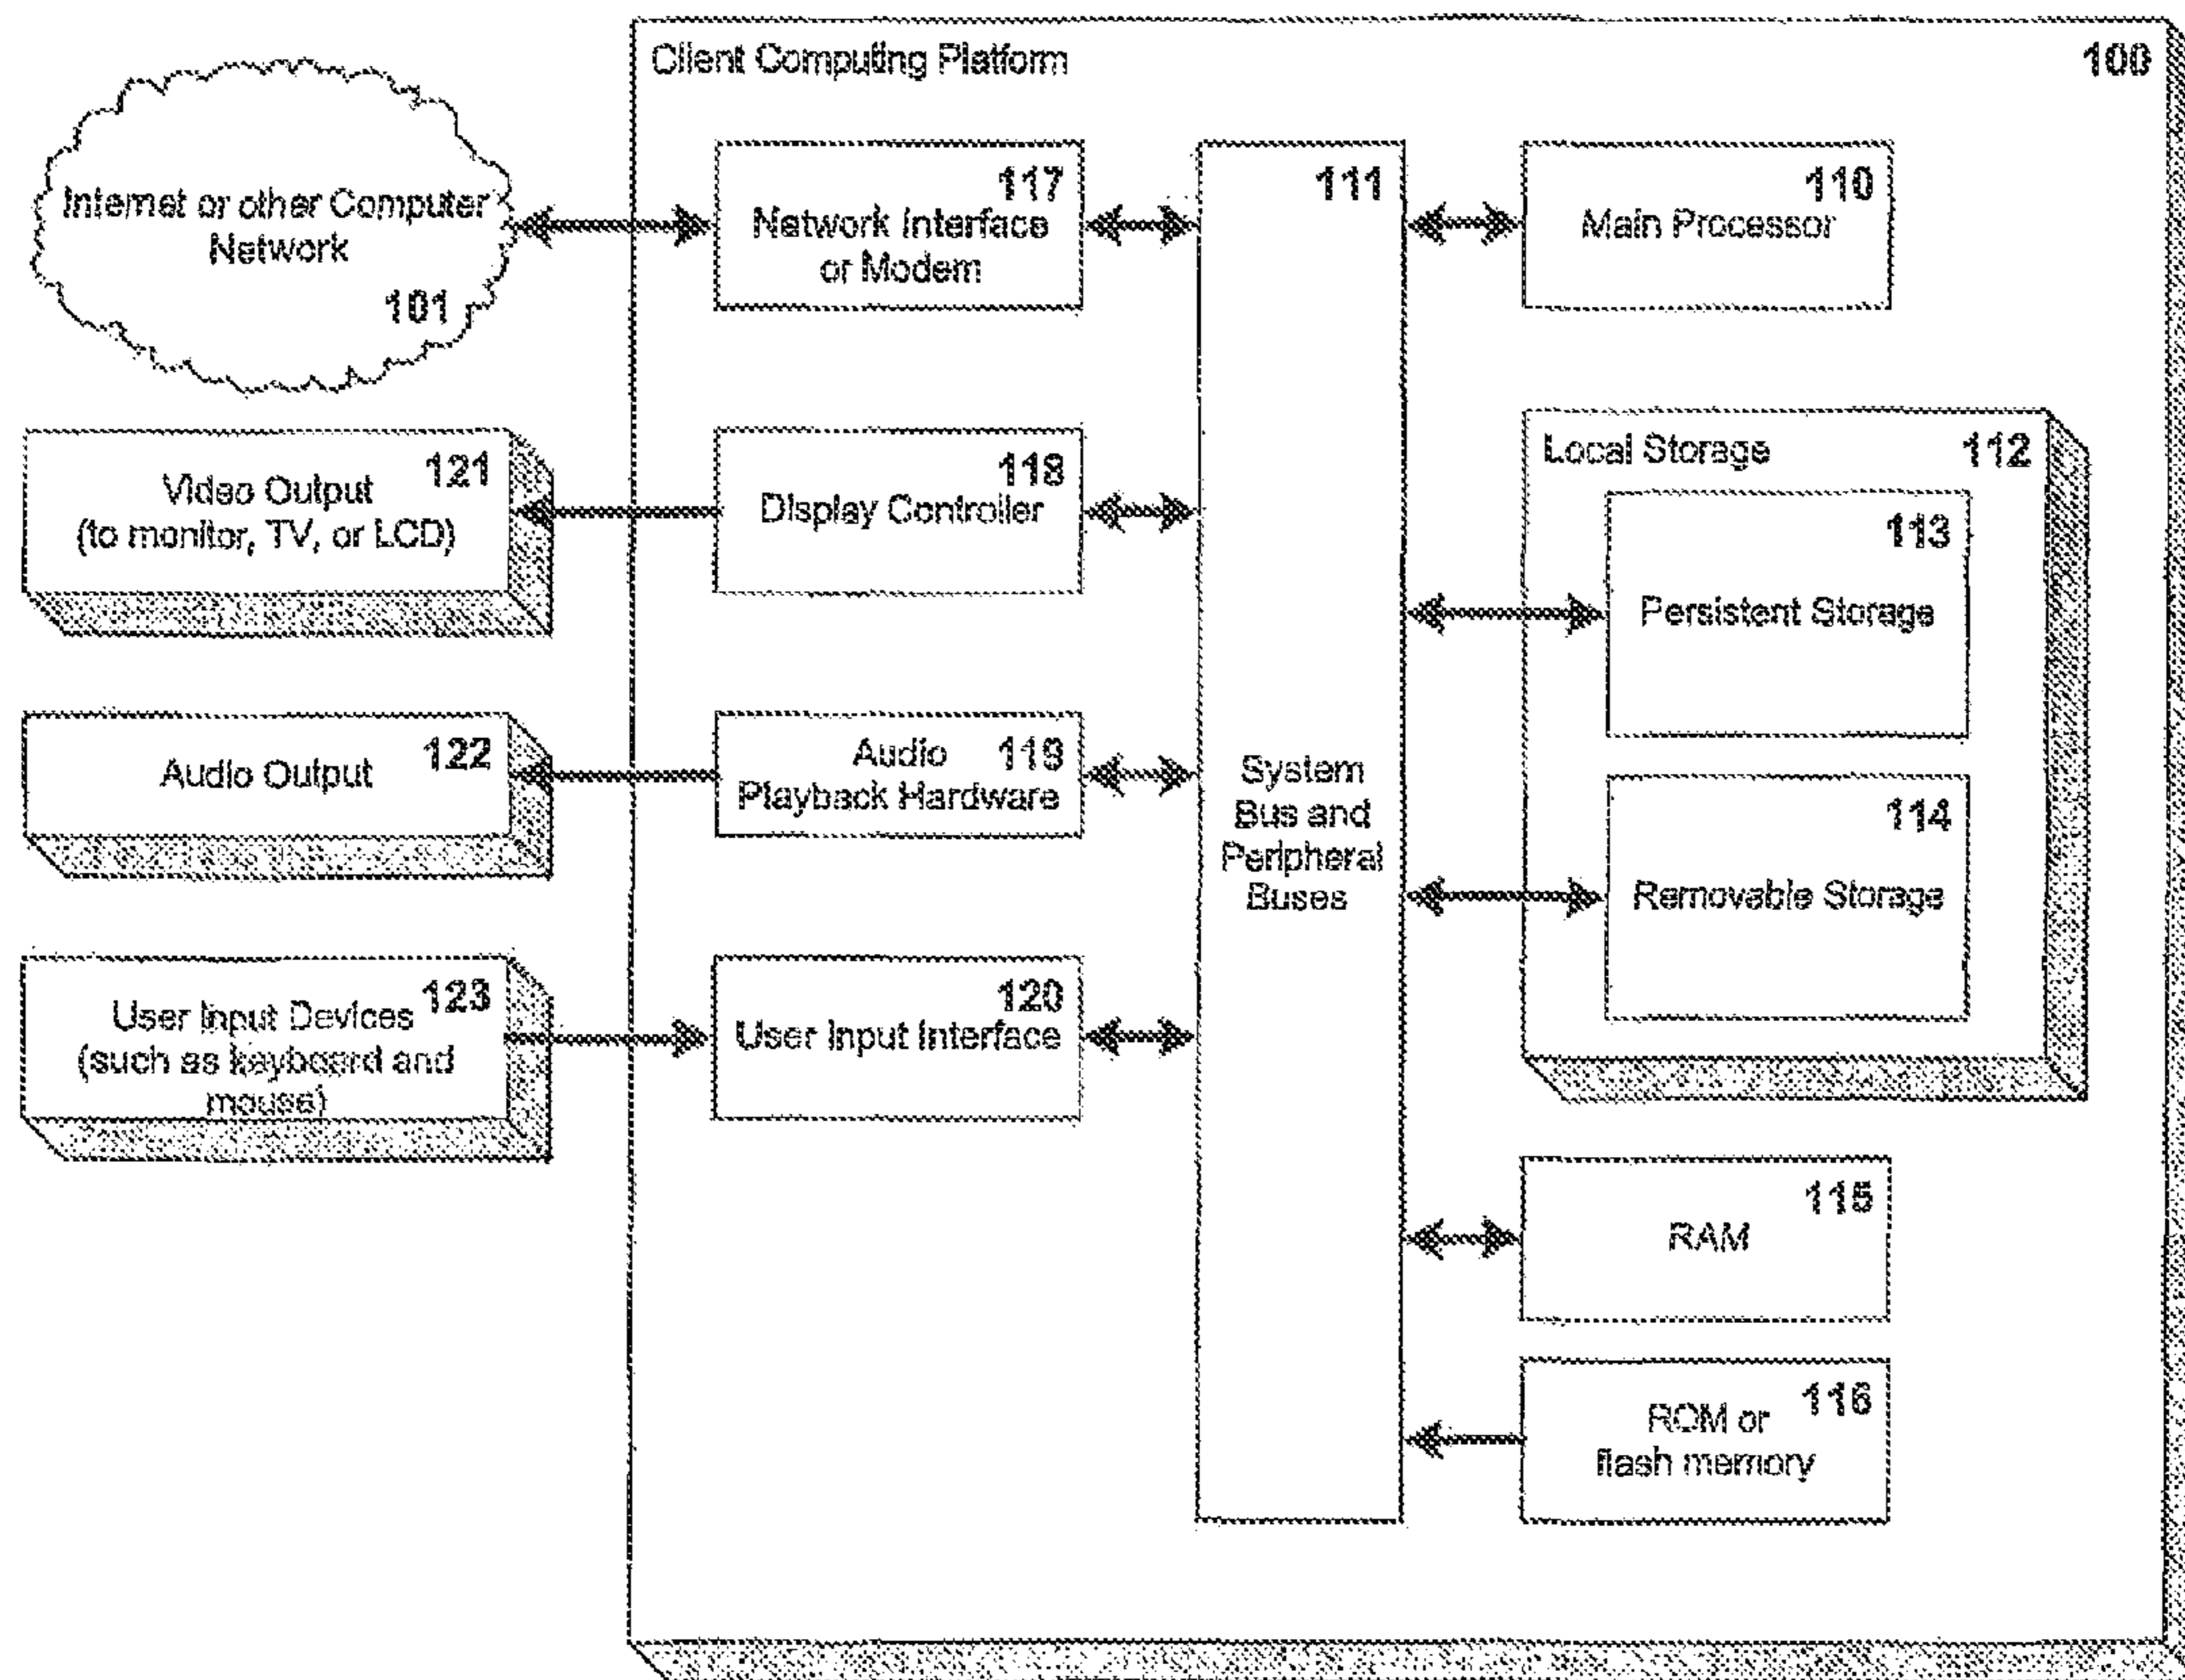 Client Computing Platform
100
Internet or other Computer
Network
101
117
Network Interface
or Modem
111
System
Bus and
Peripheral
Buses
110
Main Processor
121
Video Output
(to monitor, TV, or LCD)
118
Display Controller
Local Storage
112
113
Persistent Storage
114
Removable Storage
122
Audio Output
Audio
119
Playback Hardware
123
User Input Devices
(such as keyboard and
mouse)
120
User Input Interface
115
RAM
116
ROM or
flash memory